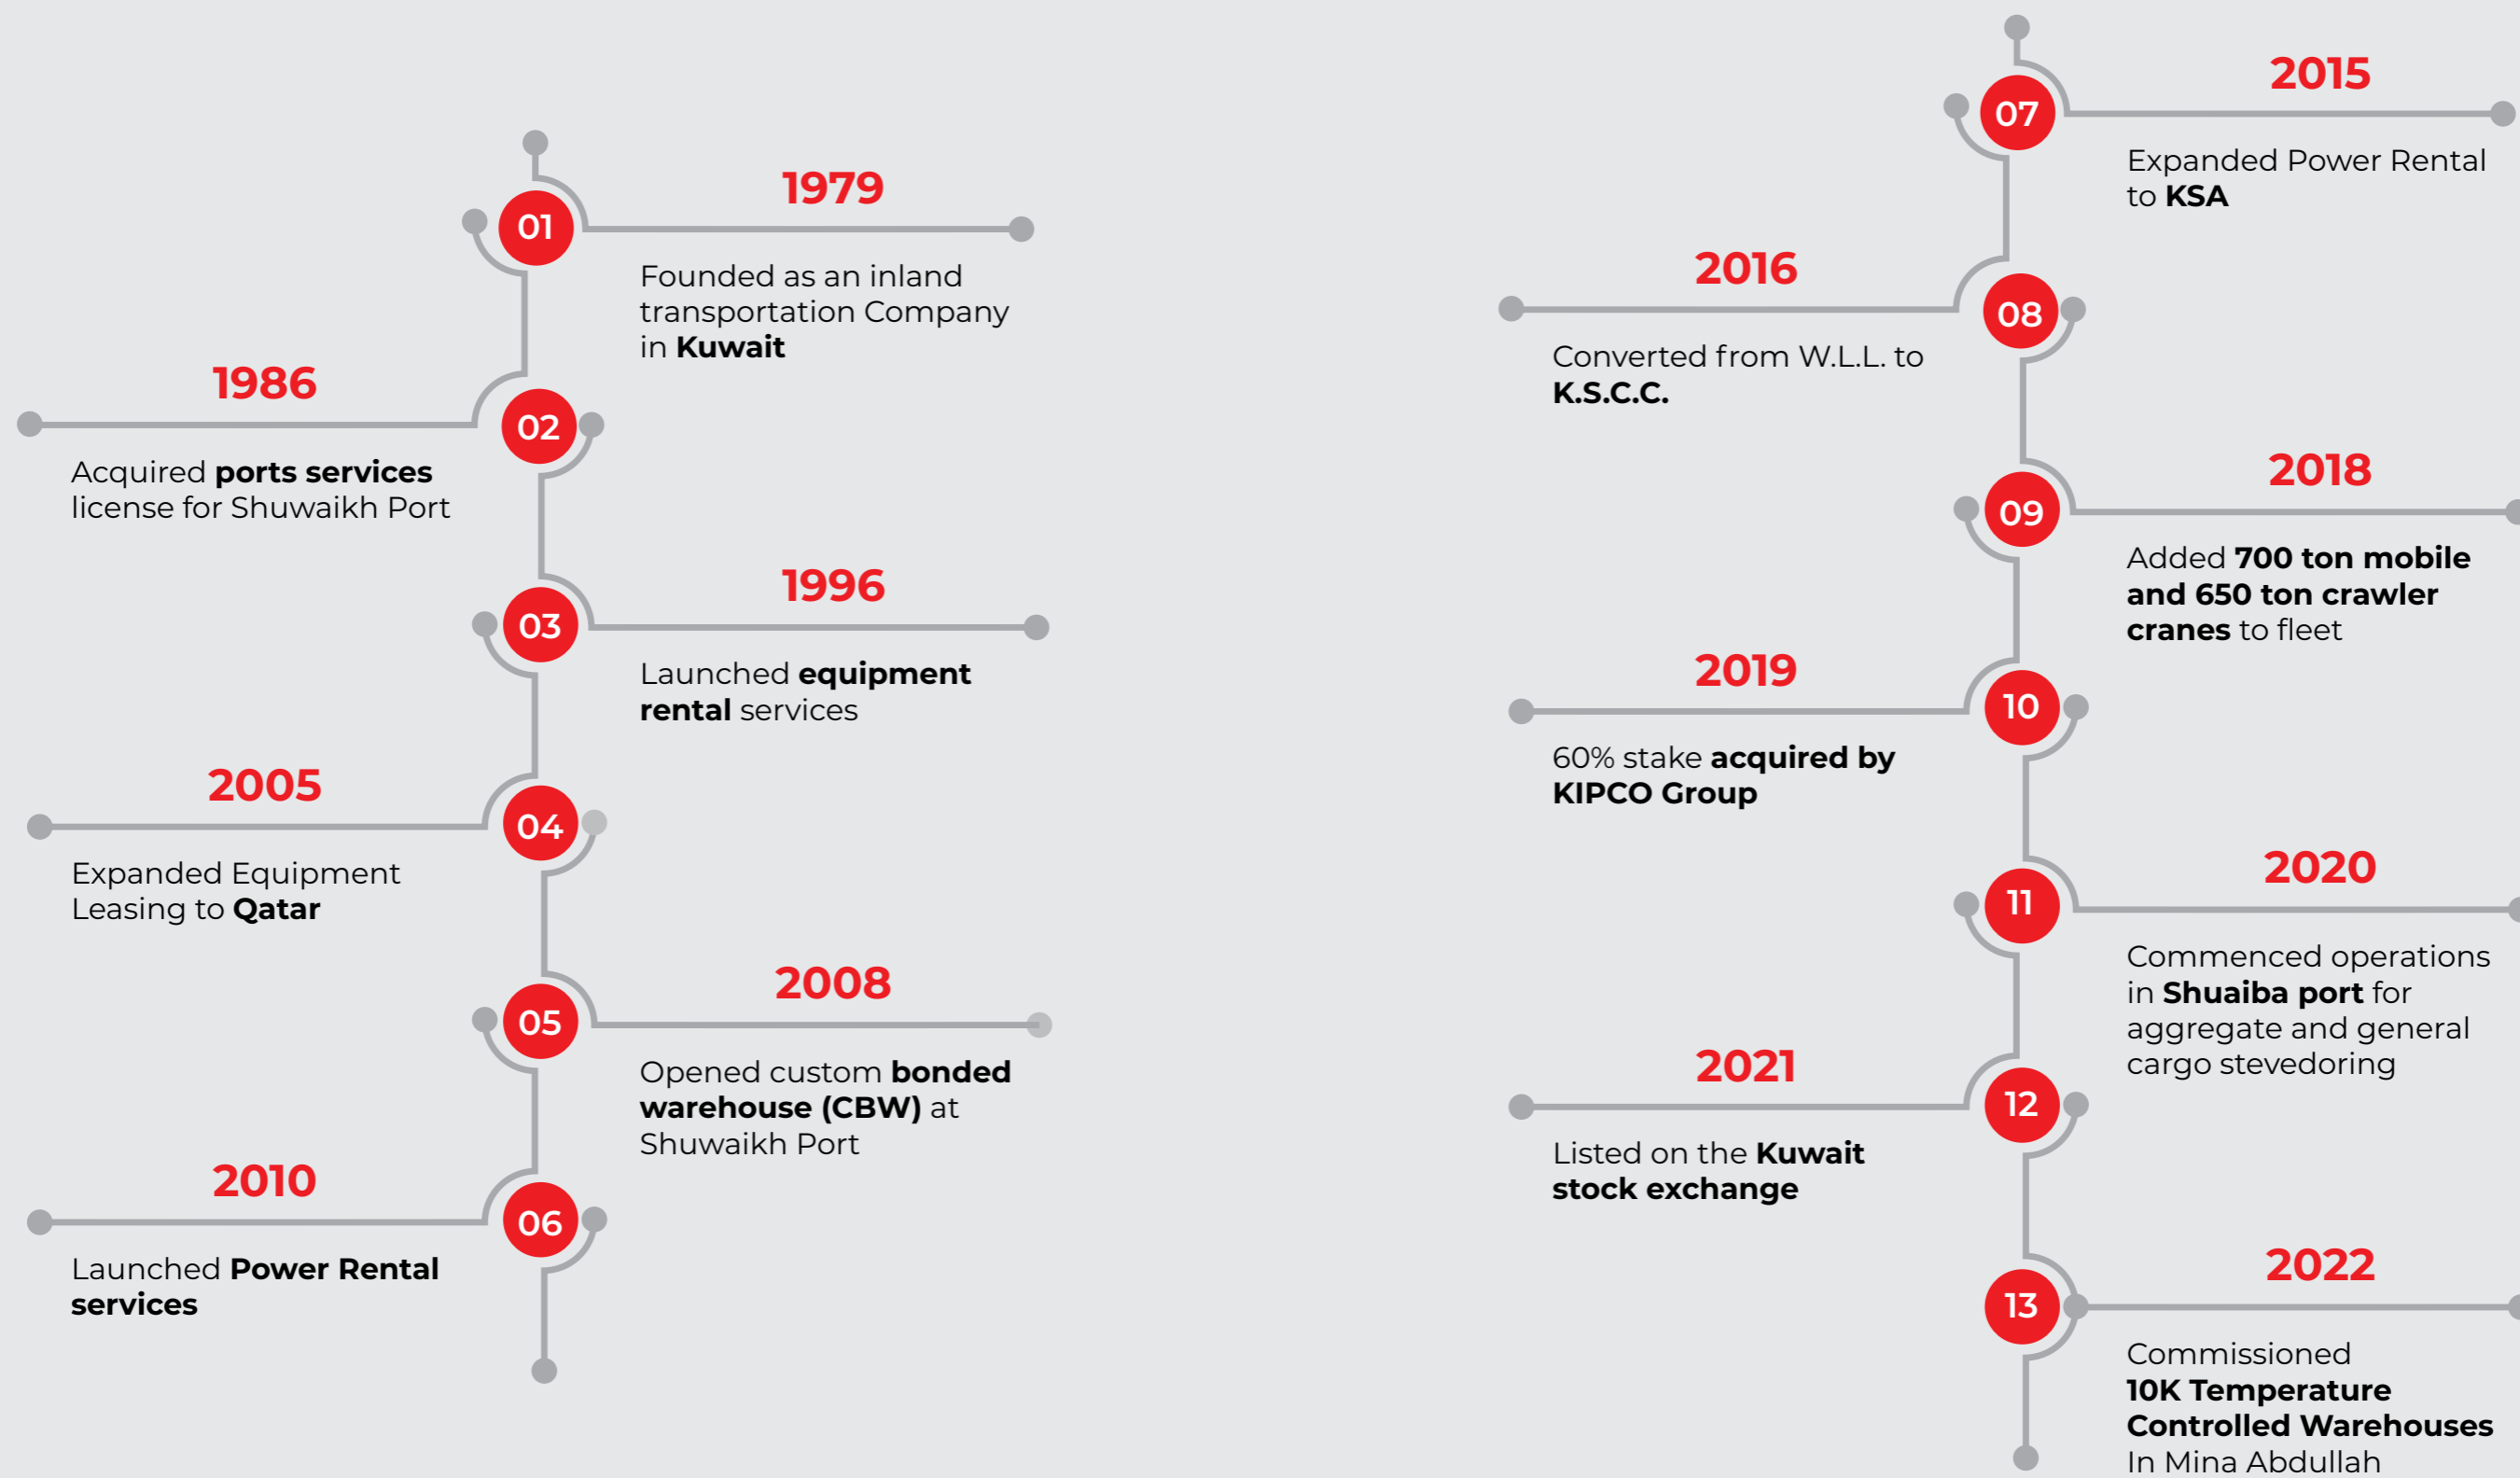 01
1979
Founded as an inland
transportation Company
in Kuwait
1986
02
Acquired ports services
license for Shuwaikh Port
03
1996
Launched equipment
rental services
2005
04
Expanded Equipment
Leasing to Qatar
05
2008
Opened custom bonded
warehouse (CBW) at
Shuwaikh Port
2010
06
Launched Power Rental
services
07
2015
Expanded Power Rental
to KSA
2016
08
Converted from W.L.L. to
K.S.C.C.
09
2018
Added 700 ton mobile
and 650 ton crawler
cranes to fleet
2019
10
60% stake acquired by
KIPCO Group
11
2020
Commenced operations
in Shuaiba port for
aggregate and general
cargo stevedoring
2021
12
Listed on the Kuwait
stock exchange
13
2022
Commissioned
10K Temperature
Controlled Warehouses
In Mina Abdullah